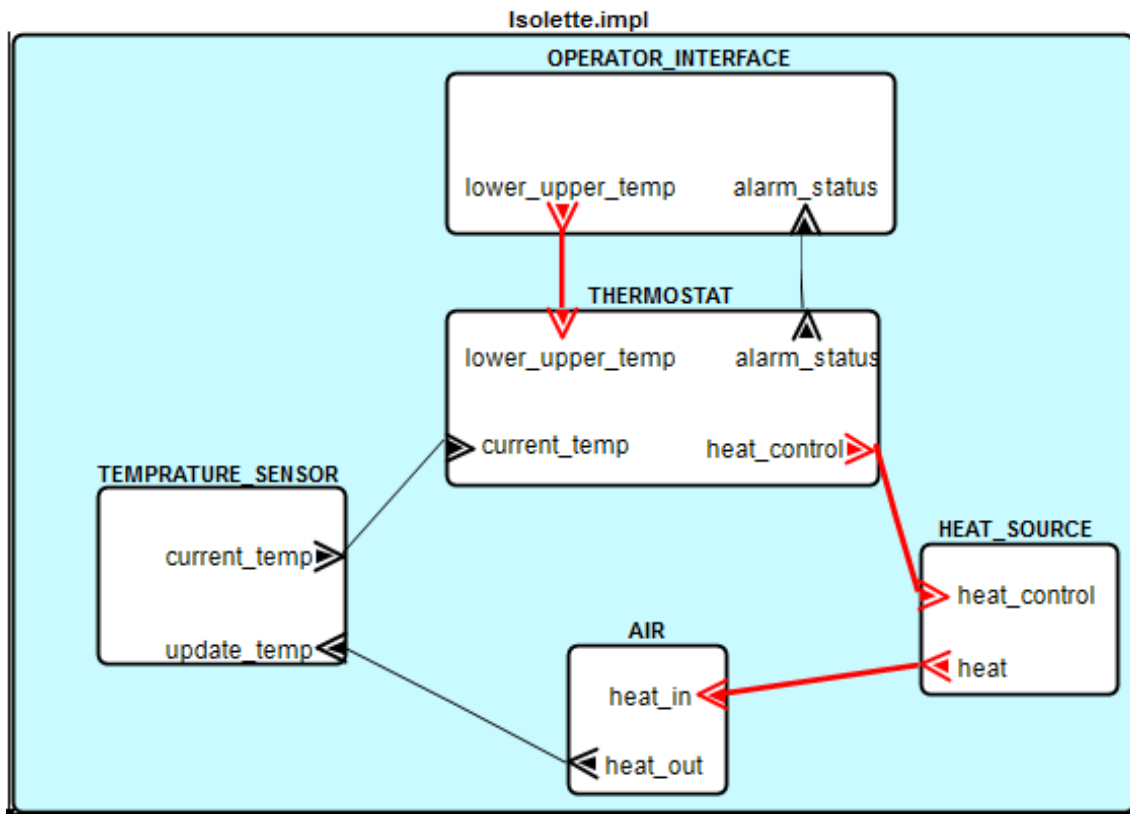 Isolette.impl
OPERATOR_INTERFACE
lower_upper_temp alarm_status
THERMOSTAT
lower_upper_temp alarm_status
current_temp heat_control
TEMPRATURE_SENSOR
current_temp
update_temp
HEAT_SOURCE
heat_control
heat
AIR
heat_in
heat_out